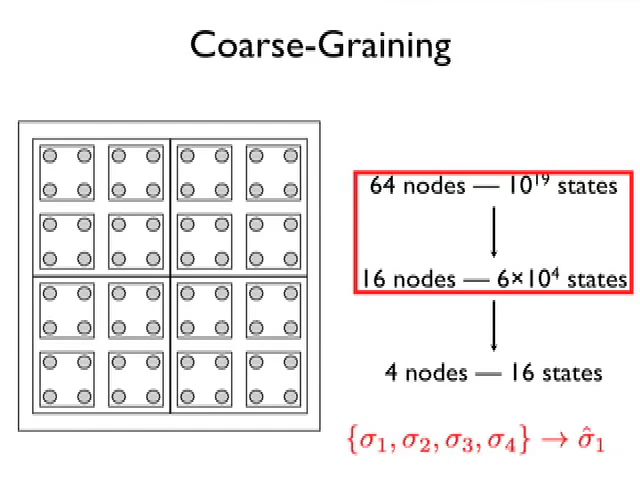 Coarse-Graining
64 nodes — 10¹⁹ states
16 nodes — 6×10⁴ states
4 nodes — 16 states
{σ₁, σ₂, σ₃, σ₄} → σ̂₁